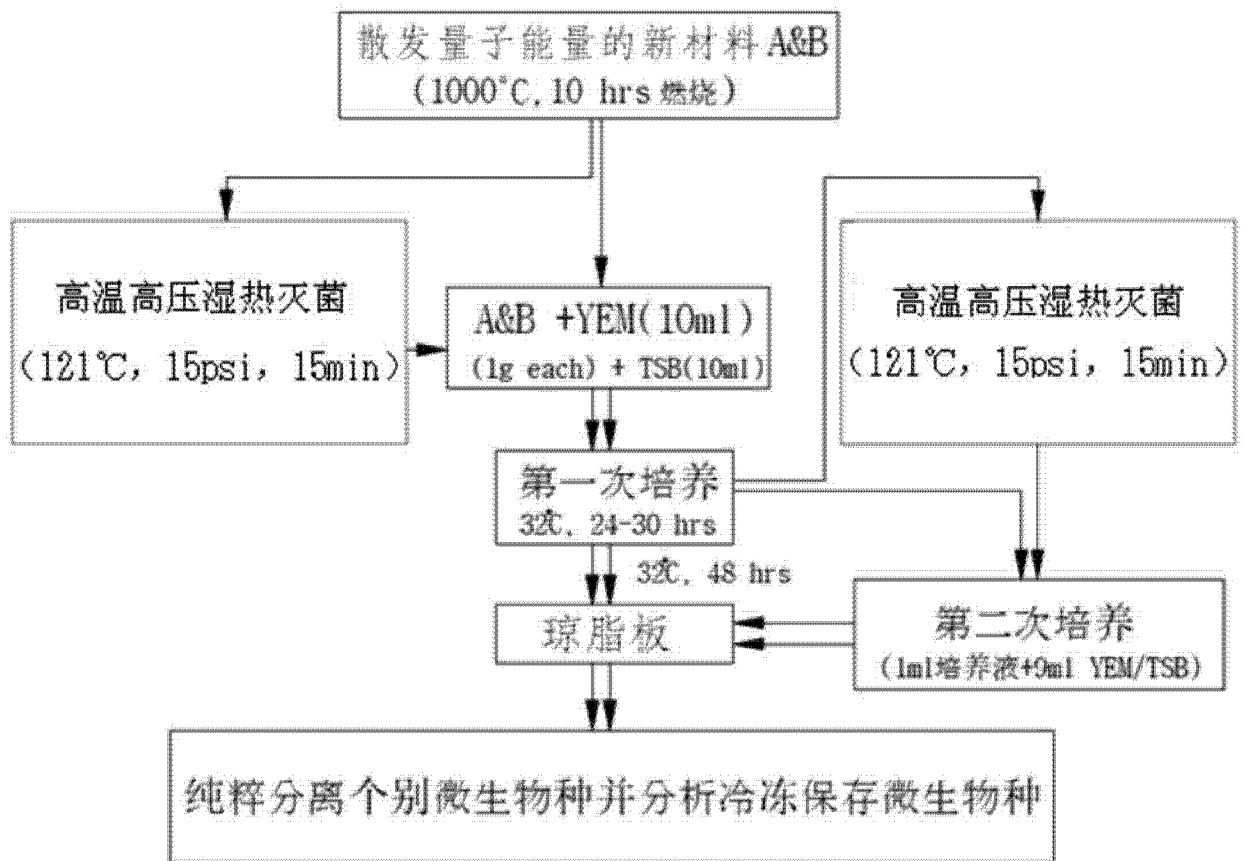 散发量子能量的新材料A&B
(1000°C, 10 hrs 燃烧)
高温高压湿热灭菌
(121℃, 15psi, 15min)
A&B +YEM(10ml)
(1g each) + TSB(10ml)
高温高压湿热灭菌
(121℃, 15psi, 15min)
第一次培养
32℃, 24-30 hrs
32℃, 48 hrs
琼脂板
第二次培养
(1ml培养液+9ml YEM/TSB)
纯粹分离个别微生物种并分析冷冻保存微生物种